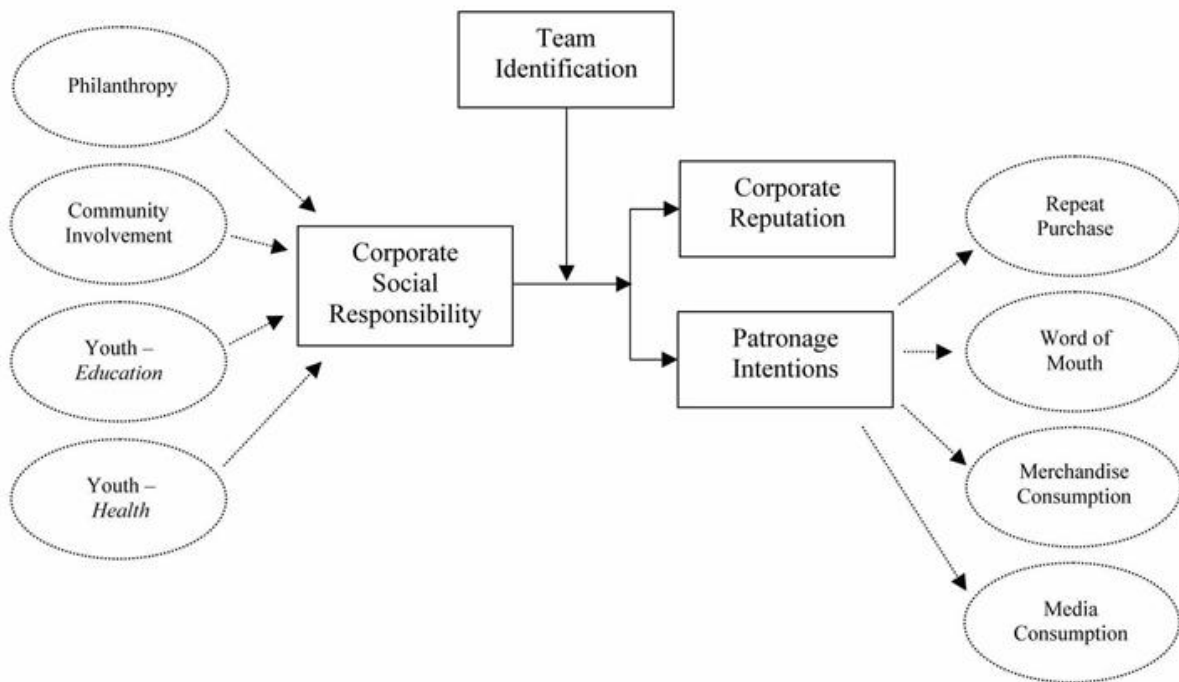 Team
Identification
Philanthropy
Community
Involvement
Corporate
Social
Responsibility
Corporate
Reputation
Repeat
Purchase
Youth –
Education
Patronage
Intentions
Word of
Mouth
Youth –
Health
Merchandise
Consumption
Media
Consumption